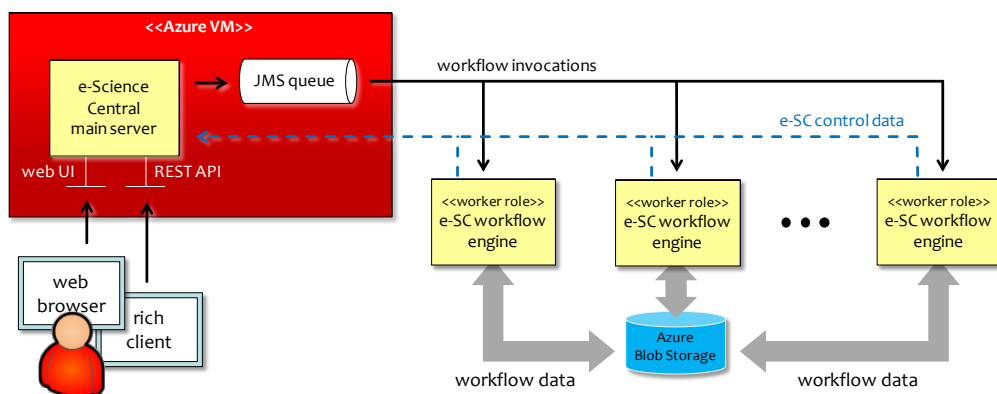 <<Azure VM>>
e-Science
Central
main server
JMS queue
workflow invocations
e-SC control data
web UI
REST API
<<worker role>>
e-SC workflow
engine
<<worker role>>
e-SC workflow
engine
<<worker role>>
e-SC workflow
engine
web
browser
rich
client
Azure
Blob Storage
workflow data
workflow data